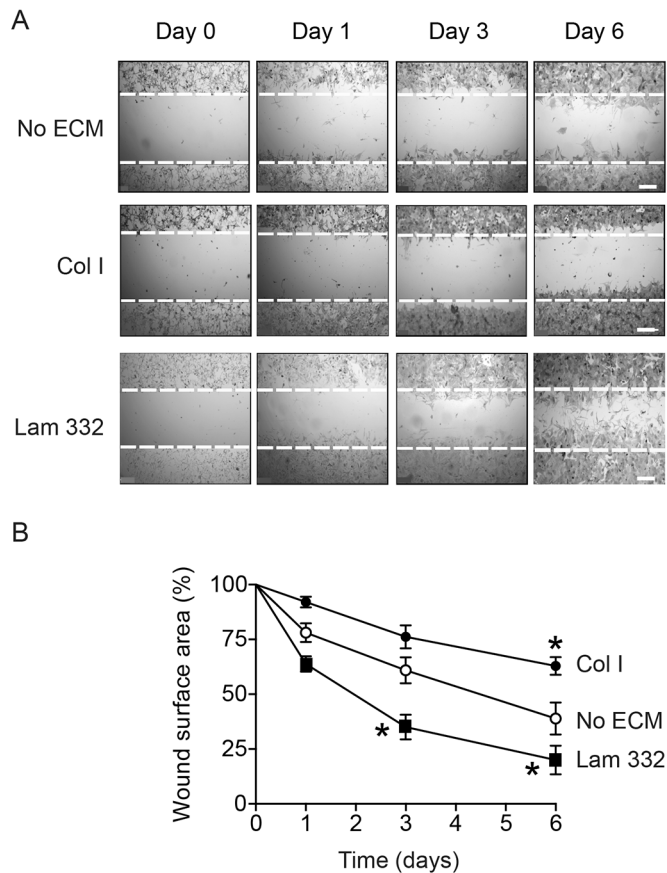 A
Day 0 Day 1 Day 3 Day 6
No ECM
Col I
Lam 332
B
Wound surface area (%)
100
75
50
25
0
* Col I
No ECM
* * Lam 332
0 1 2 3 4 5 6
Time (days)